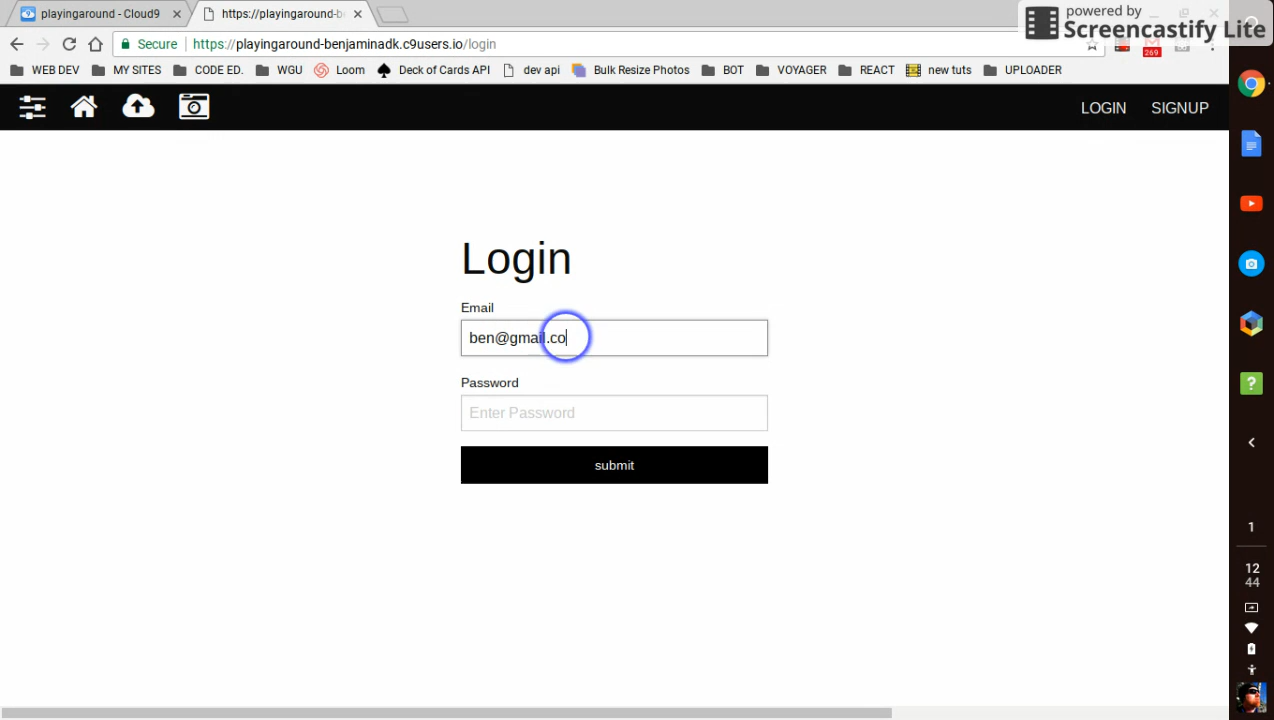 playingaround - Cloud9
https://playingaround-be
powered by
Screencastify Lite
Secure https://playingaround-benjaminadk.c9users.io/login
269
WEB DEV MY SITES CODE ED. WGU Loom Deck of Cards API dev api Bulk Resize Photos BOT VOYAGER REACT new tuts UPLOADER
LOGIN SIGNUP
Login
Email
ben@gmail.co
Password
Enter Password
submit
1
12
44